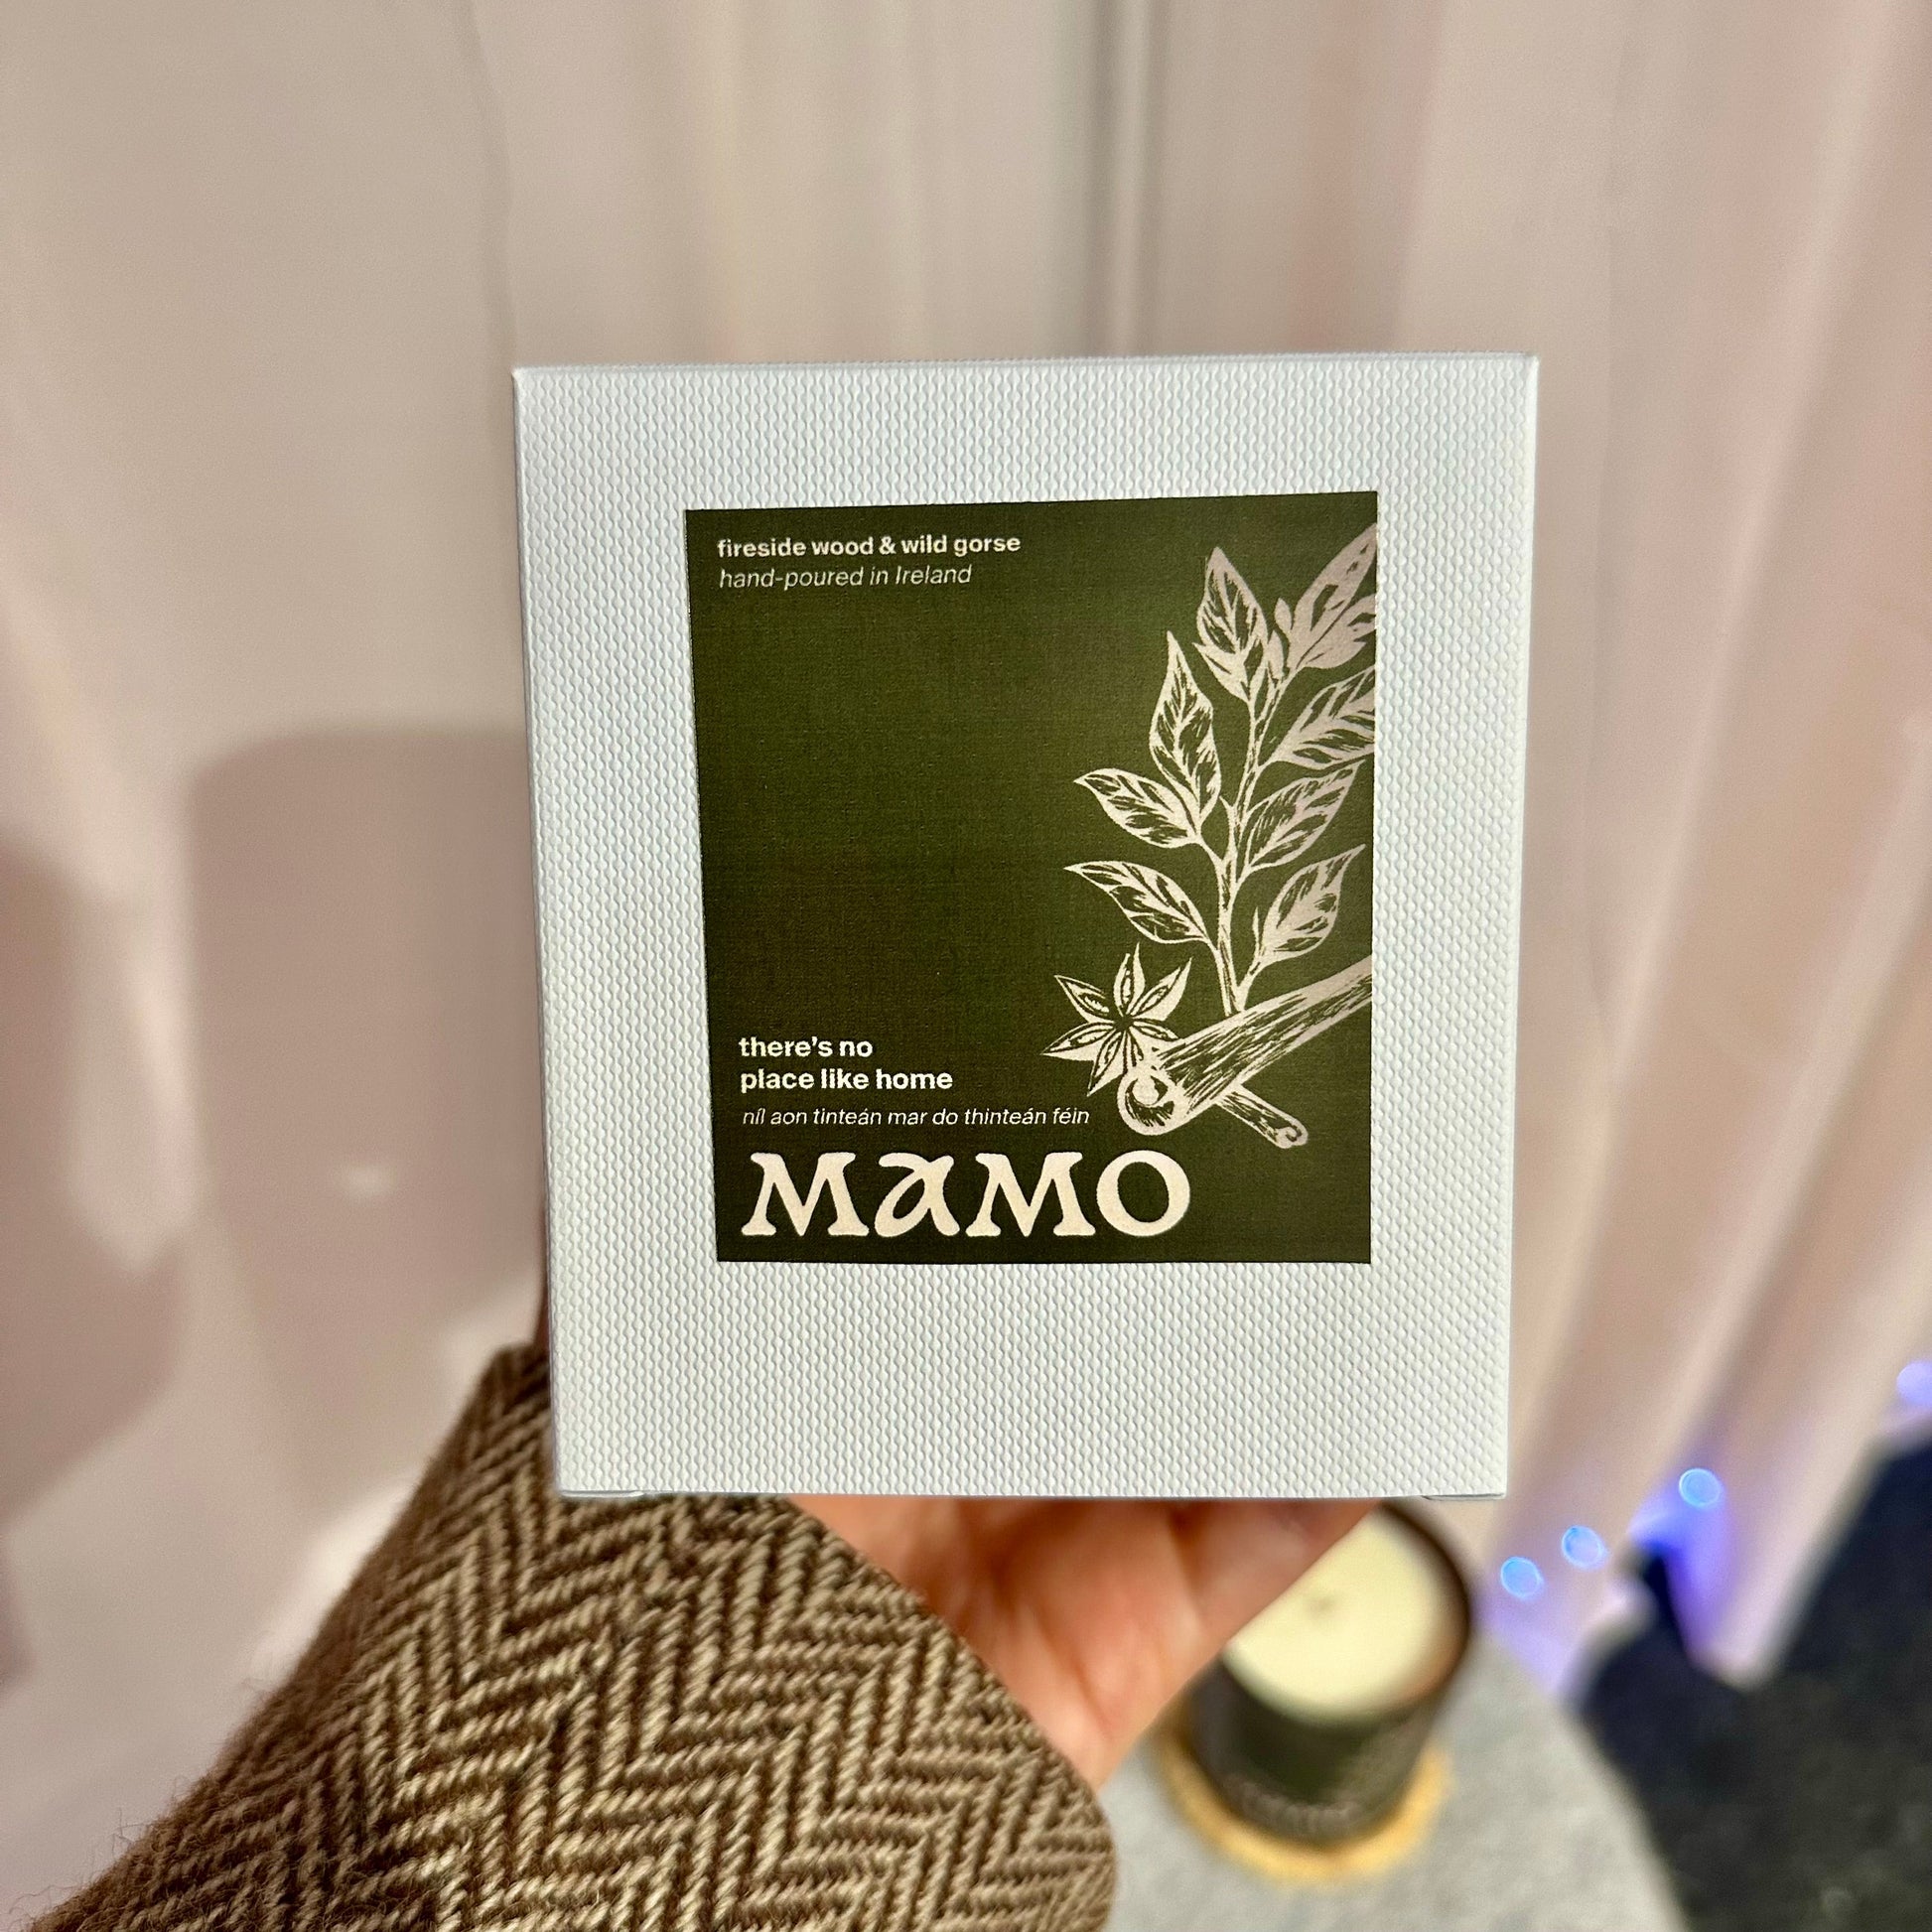 fireside wood & wild gorse
hand-poured in Ireland
there's no
place like home
níl aon tinteán mar do thinteán féin
MAMO